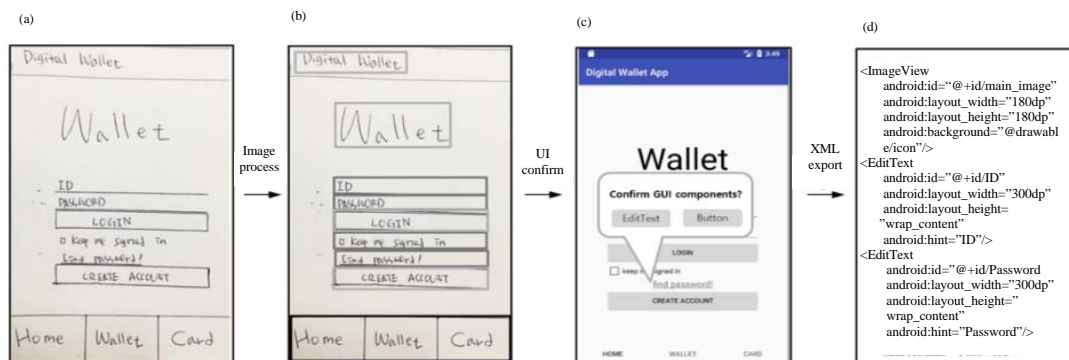 (a)
Digital Wallet
Wallet
ID
PASSWORD
LOGIN
keep me signed in
find password!
CREATE ACCOUNT
Home Wallet Card
Image
process
(b)
Digital Wallet
Wallet
ID
PASSWORD
LOGIN
keep me signed in
find password!
CREATE ACCOUNT
Home Wallet Card
UI
confirm
(c)
3:49
Digital Wallet App
Wallet
Confirm GUI components?
EditText Button
LOGIN
keep signed in
find password!
CREATE ACCOUNT
HOME WALLET CARD
XML
export
(d)
<ImageView
android:id=“@+id/main_image”
android:layout_width=”180dp”
android:layout_height=”180dp”
android:background=”@drawabl
e/icon”/>
<EditText
android:id=“@+id/ID”
android:layout_width=”300dp”
android:layout_height=
”wrap_content”
android:hint=”ID”/>
<EditText
android:id=“@+id/Password
android:layout_width=”300dp”
android:layout_height=”
wrap_content”
android:hint=”Password”/>